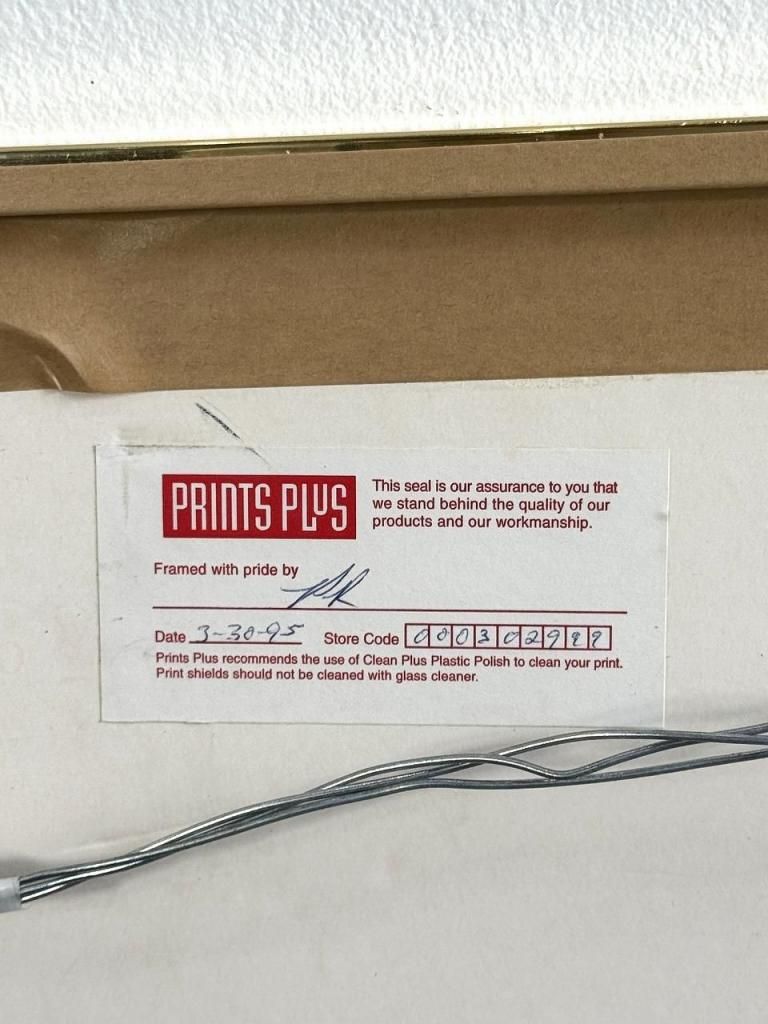 PRINTS PLUS
This seal is our assurance to you that
we stand behind the quality of our
products and our workmanship.
Framed with pride by
Date 3-30-95 Store Code
Prints Plus recommends the use of Clean Plus Plastic Polish to clean your print.
Print shields should not be cleaned with glass cleaner.